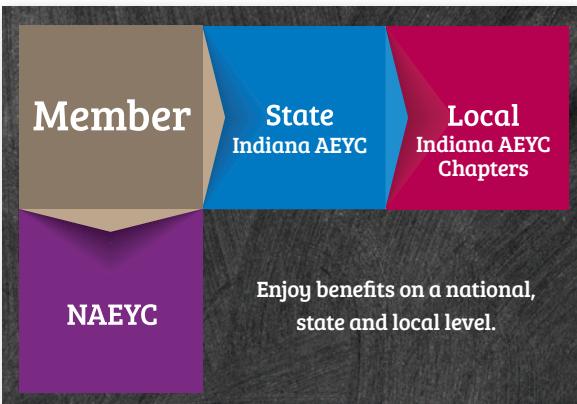 Member
State
Indiana AEYC
Local
Indiana AEYC
Chapters
NAEYC
Enjoy benefits on a national,
state and local level.